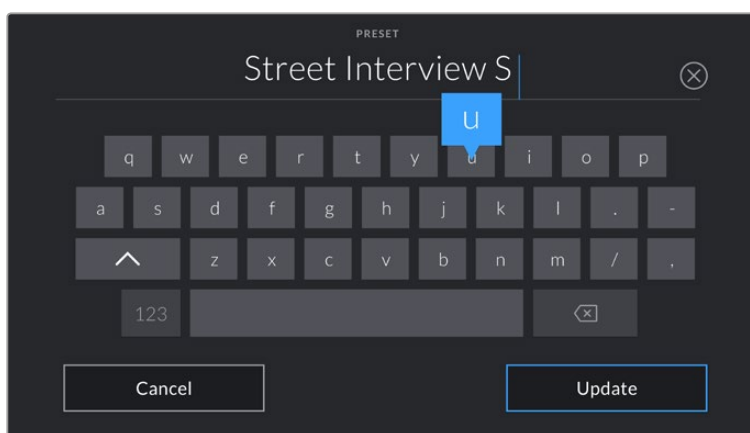 PRESET
Street Interview S
u
q w e r t y u i o p
a s d f g h j k l . -
z x c v b n m / ,
123
Cancel Update